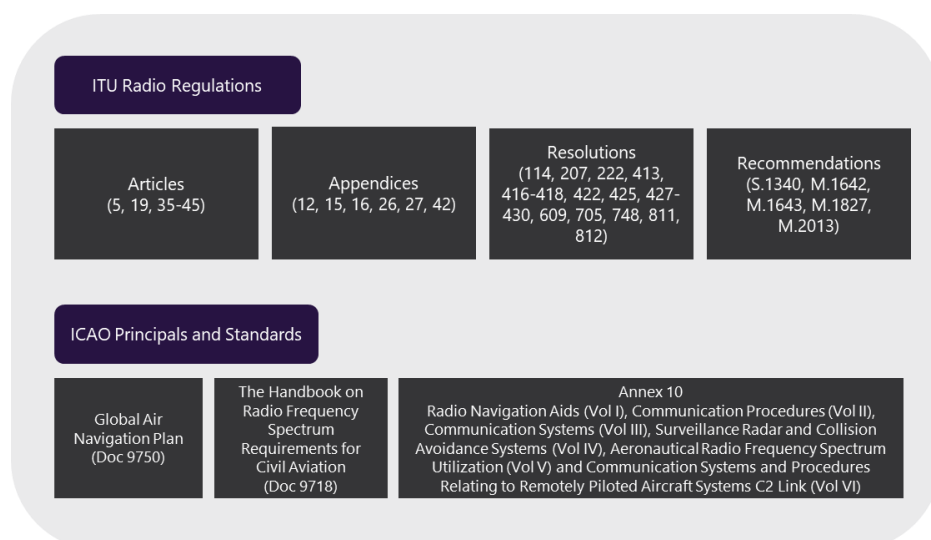 ITU Radio Regulations
Articles
(5, 19, 35-45)
Appendices
(12, 15, 16, 26, 27, 42)
Resolutions
(114, 207, 222, 413,
416-418, 422, 425, 427-
430, 609, 705, 748, 811,
812)
Recommendations
(S.1340, M.1642,
M.1643, M.1827,
M.2013)
ICAO Principals and Standards
Global Air
Navigation Plan
(Doc 9750)
The Handbook on
Radio Frequency
Spectrum
Requirements for
Civil Aviation
(Doc 9718)
Annex 10
Radio Navigation Aids (Vol I), Communication Procedures (Vol II),
Communication Systems (Vol III), Surveillance Radar and Collision
Avoidance Systems (Vol IV), Aeronautical Radio Frequency Spectrum
Utilization (Vol V) and Communication Systems and Procedures
Relating to Remotely Piloted Aircraft Systems C2 Link (Vol VI)